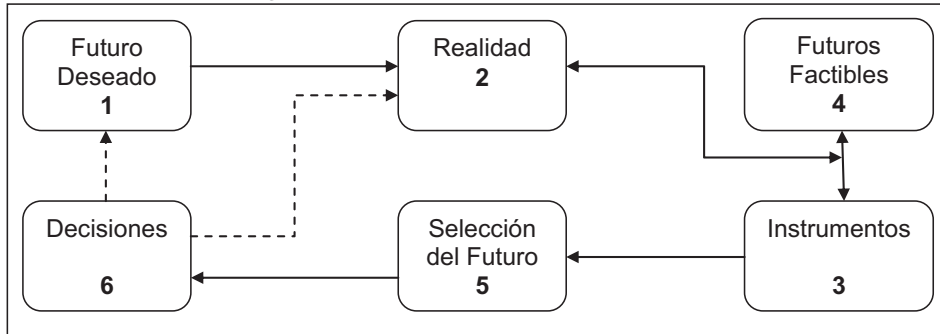 Futuro
Deseado
1
Realidad
2
Futuros
Factibles
4
Decisiones
6
Selección
del Futuro
5
Instrumentos
3